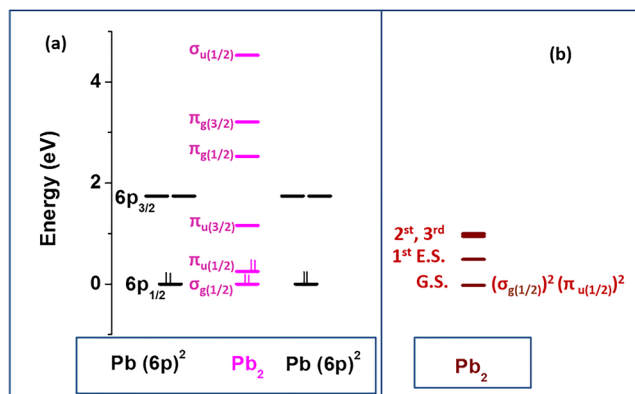 (a)
Energy (eV)
4
2
0
σu(1/2)
πg(3/2)
πg(1/2)
6p3/2
πu(3/2)
πu(1/2)
6p1/2
σg(1/2)
Pb (6p)² Pb₂ Pb (6p)²
(b)
2st, 3rd
1st E.S.
G.S. (σg(1/2))² (πu(1/2))²
Pb₂